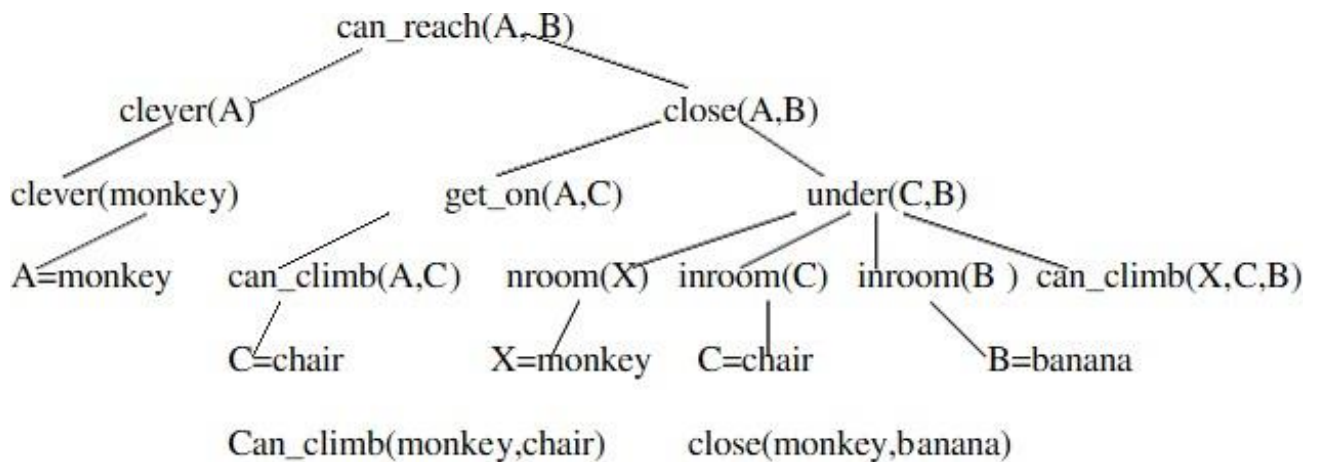 can_reach(A, B)
clever(A) close(A,B)
clever(monkey) get_on(A,C) under(C,B)
A=monkey can_climb(A,C) nroom(X) inroom(C) inroom(B ) can_climb(X,C,B)
C=chair X=monkey C=chair B=banana
Can_climb(monkey,chair) close(monkey,banana)